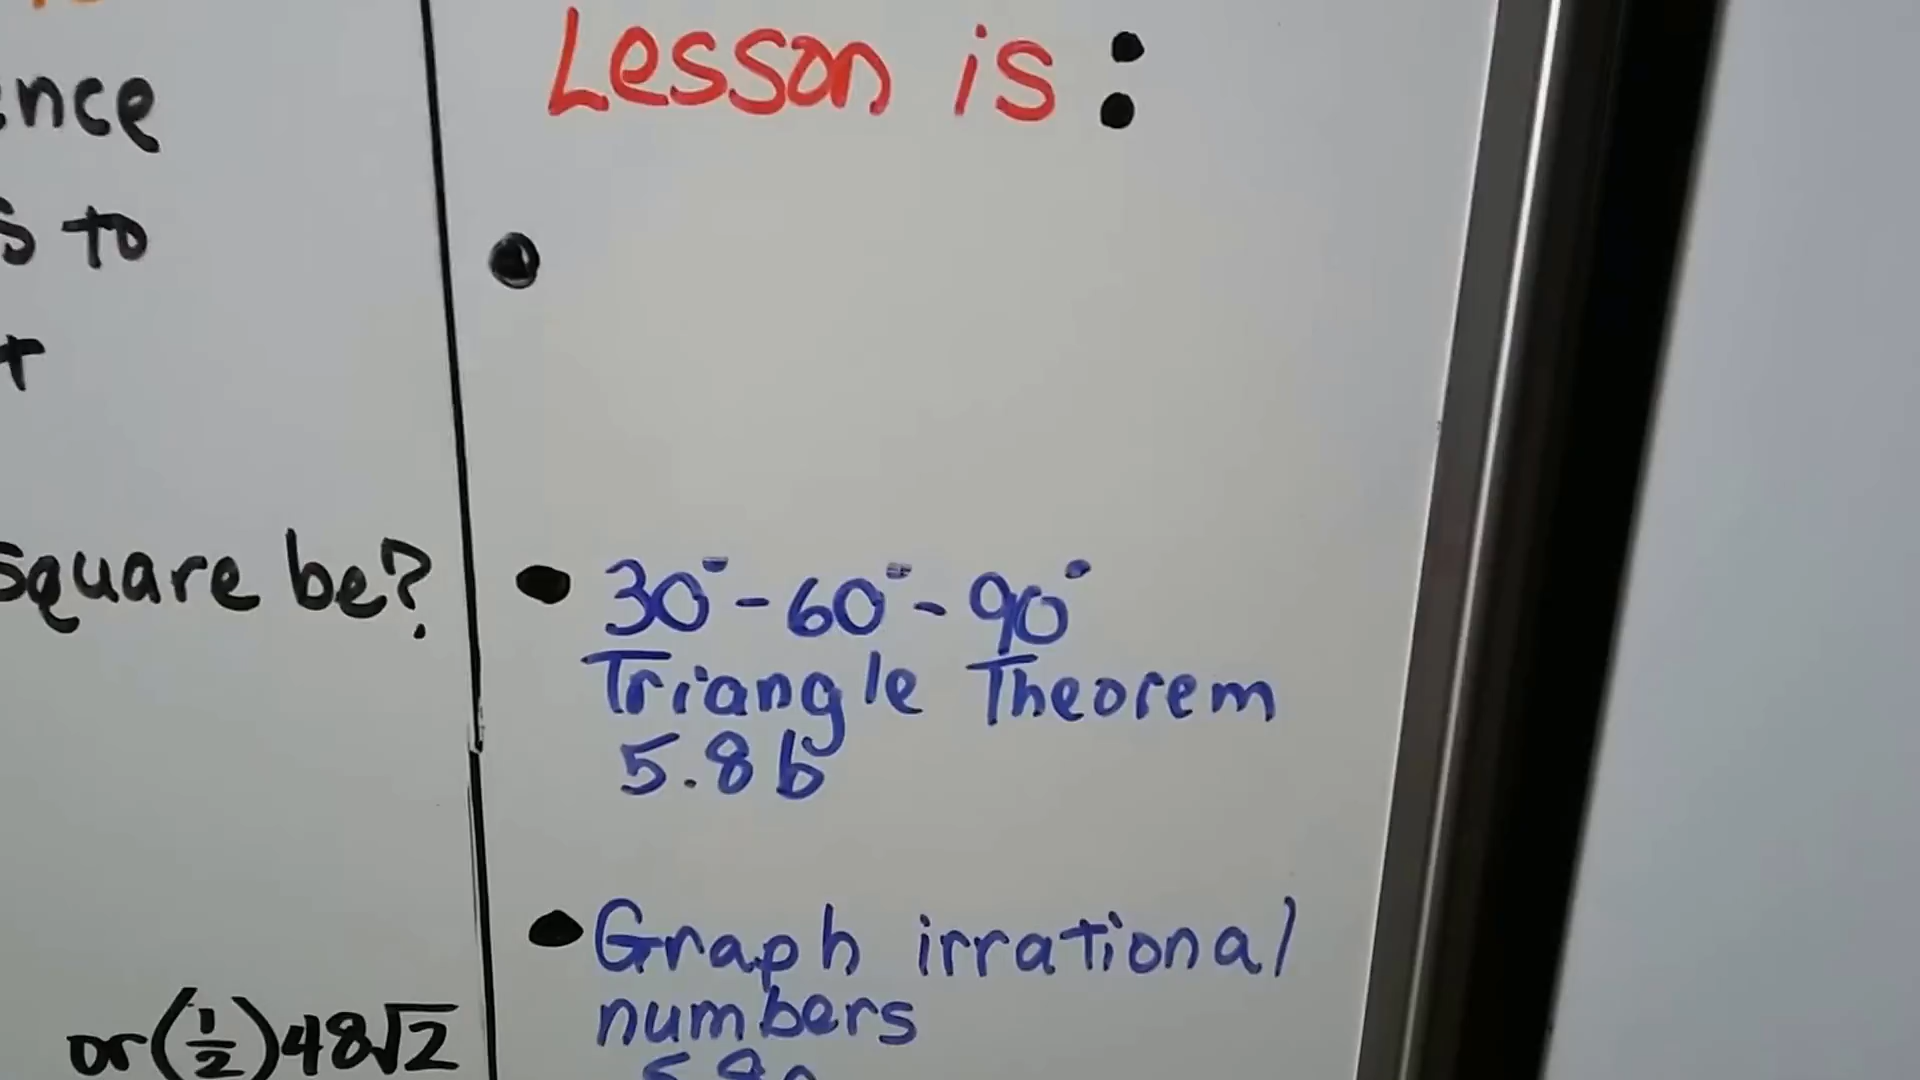 s to
square be?
or (1/2) 48√2
Lesson is:
• 
• 30°-60°-90°
Triangle Theorem
5.8b
• Graph irrational
numbers